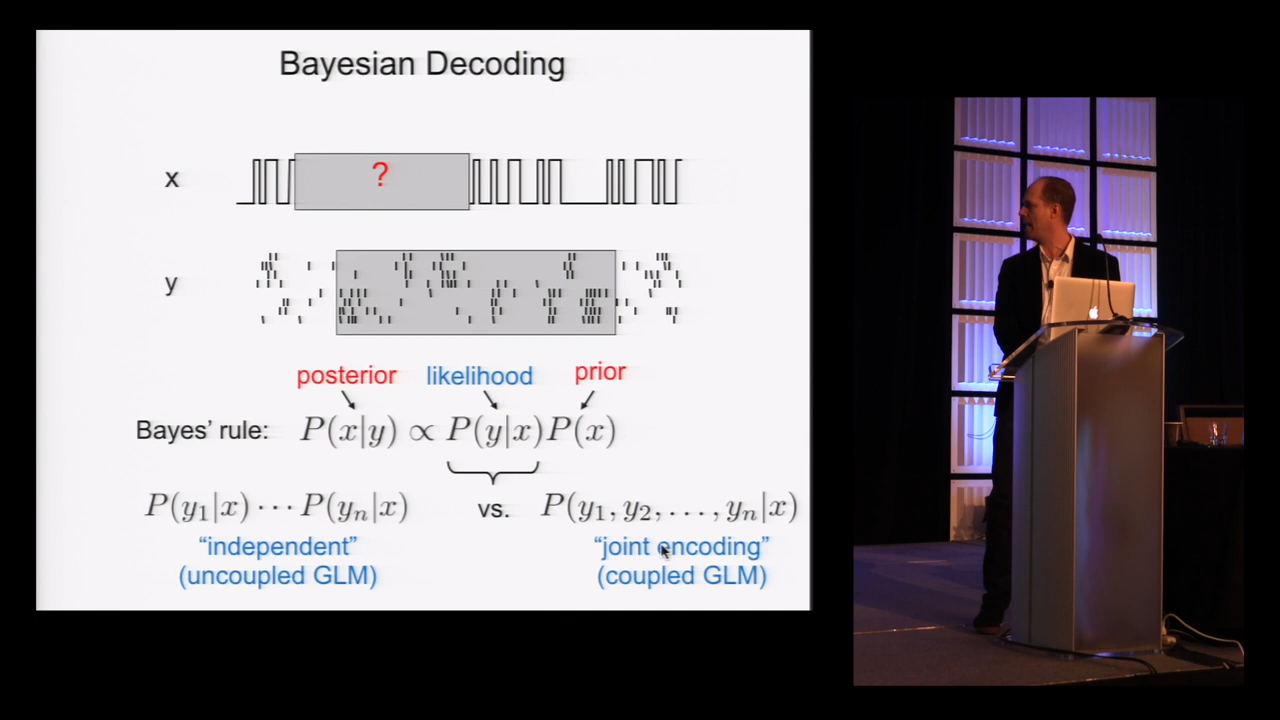 Bayesian Decoding
x
?
y
posterior likelihood prior
Bayes’ rule: P(x|y) ∝ P(y|x)P(x)
P(y₁|x) ··· P(yₙ|x) vs. P(y₁, y₂, . . . , yₙ|x)
“independent” “joint encoding”
(uncoupled GLM) (coupled GLM)